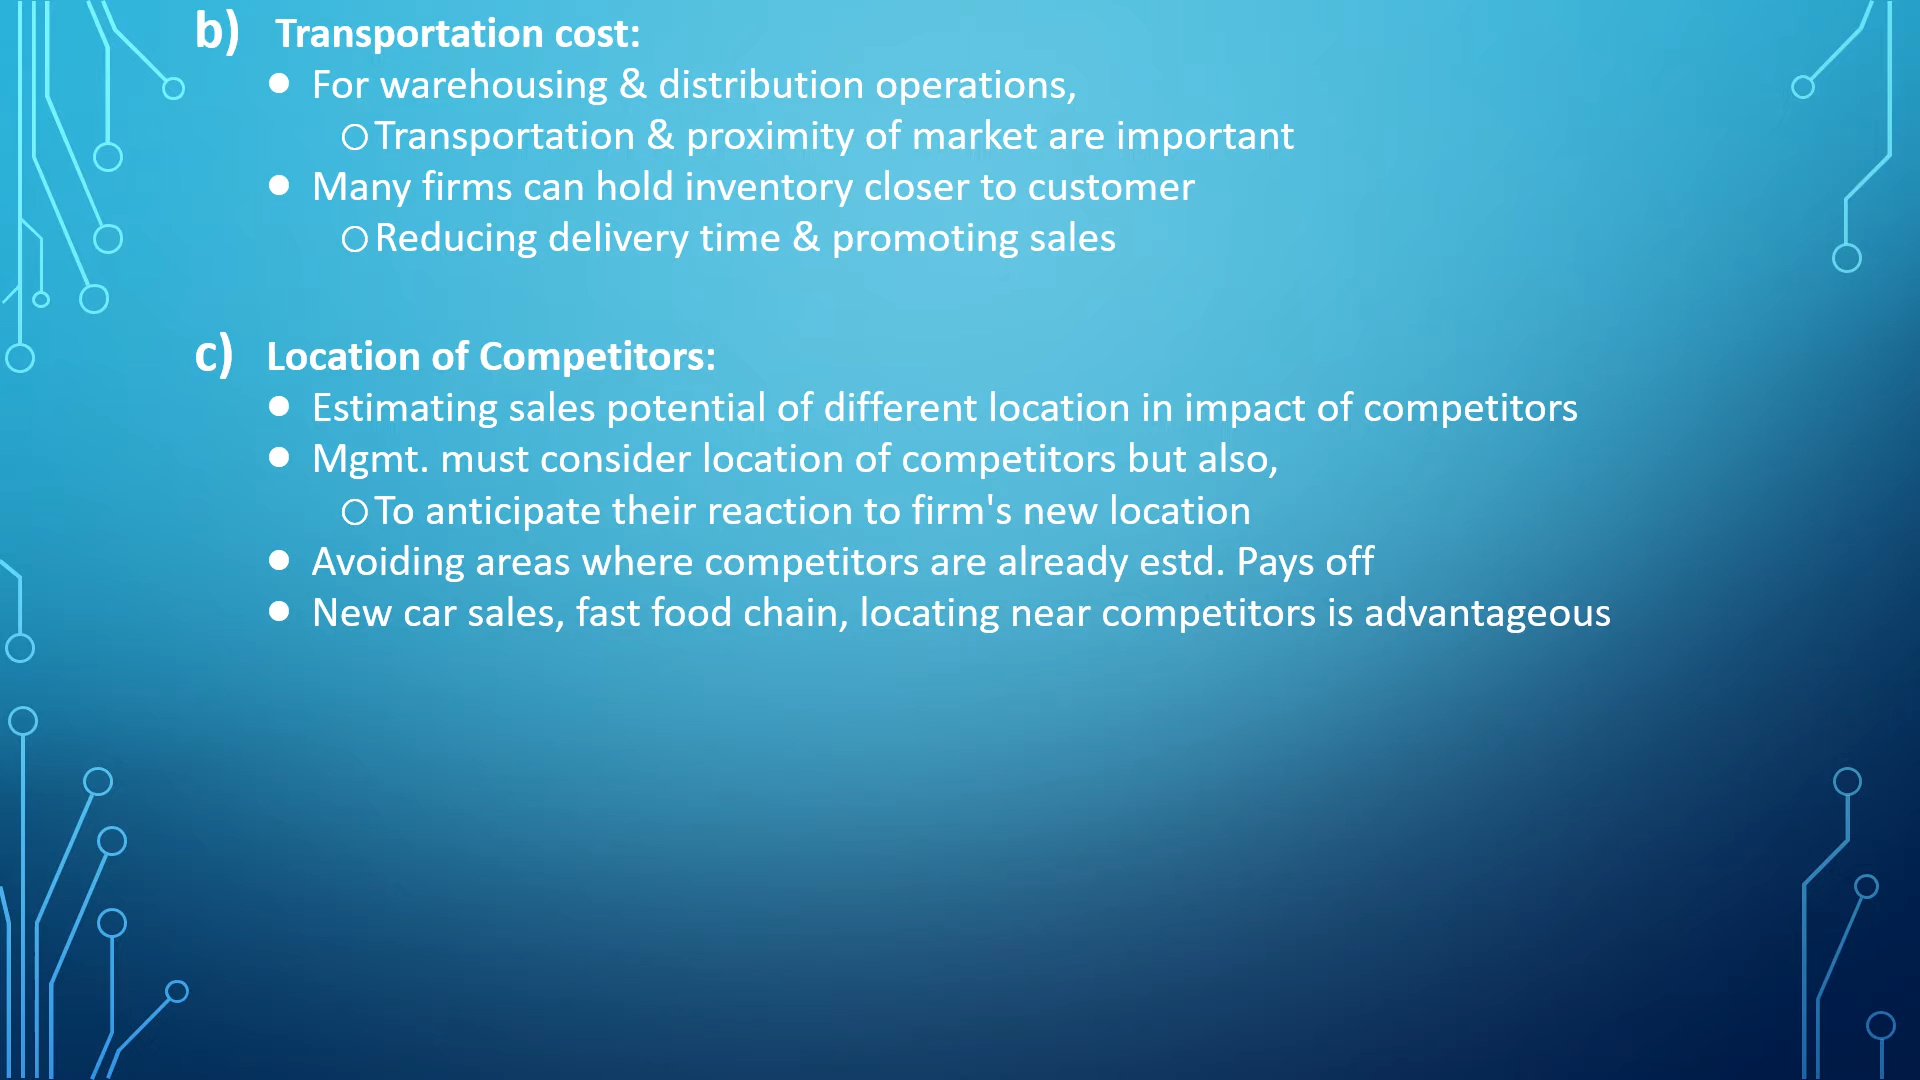 b) Transportation cost:
● For warehousing & distribution operations,
○ Transportation & proximity of market are important
● Many firms can hold inventory closer to customer
○ Reducing delivery time & promoting sales
c) Location of Competitors:
● Estimating sales potential of different location in impact of competitors
● Mgmt. must consider location of competitors but also,
○ To anticipate their reaction to firm's new location
● Avoiding areas where competitors are already estd. Pays off
● New car sales, fast food chain, locating near competitors is advantageous